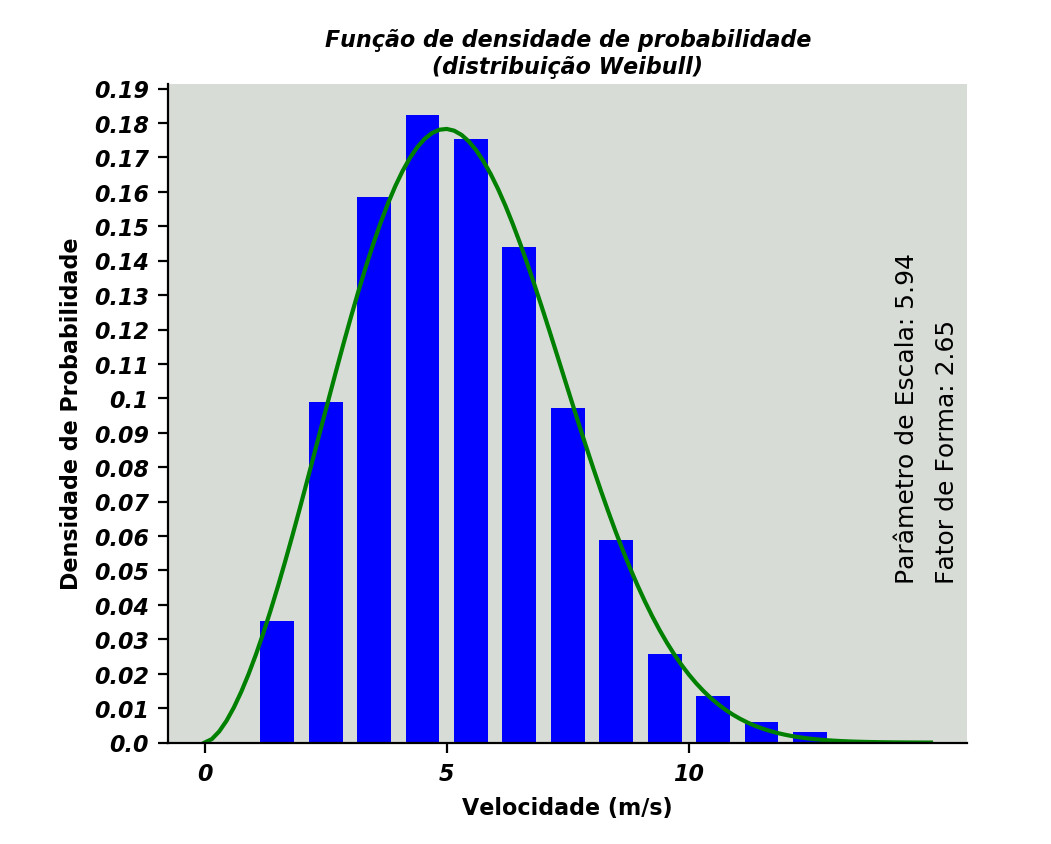 Função de densidade de probabilidade
(distribuição Weibull)
0.19
0.18
0.17
0.16
0.15
0.14
0.13
0.12
0.11
0.1
0.09
0.08
0.07
0.06
0.05
0.04
0.03
0.02
0.01
0.0
Densidade de Probabilidade
Parâmetro de Escala: 5.94
Fator de Forma: 2.65
0 5 10
Velocidade (m/s)